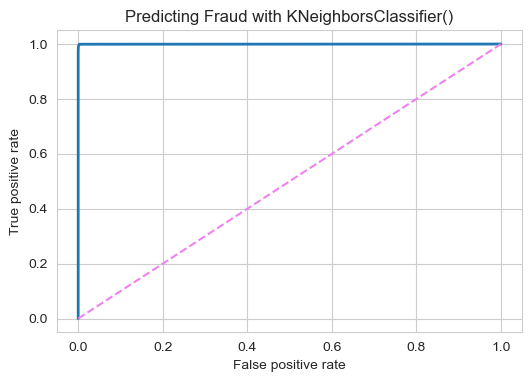 Predicting Fraud with KNeighborsClassifier()
True positive rate
1.0
0.8
0.6
0.4
0.2
0.0
0.0 0.2 0.4 0.6 0.8 1.0
False positive rate